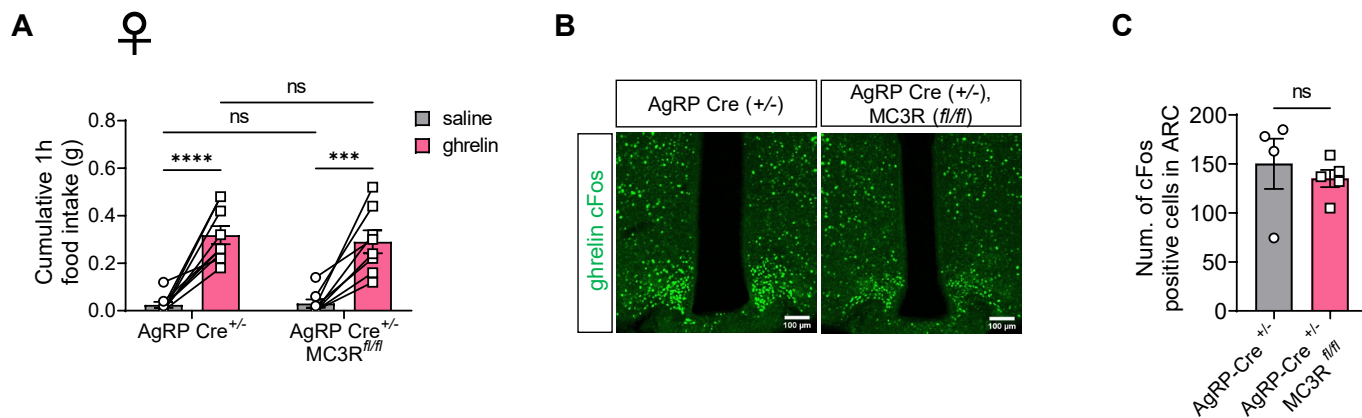 A
♀
ns
ns
0.8
0.6
0.4
0.2
0.0
Cumulative 1h
food intake (g)
****
***
saline
ghrelin
AgRP Cre+/-
AgRP Cre+/-
MC3Rfl/fl
B
AgRP Cre (+/-)
AgRP Cre (+/-),
MC3R (fl/fl)
ghrelin cFos
100 µm
100 µm
C
ns
200
150
100
50
0
Num. of cFos
positive cells in ARC
AgRP-Cre+/-
AgRP-Cre+/-
MC3Rfl/fl